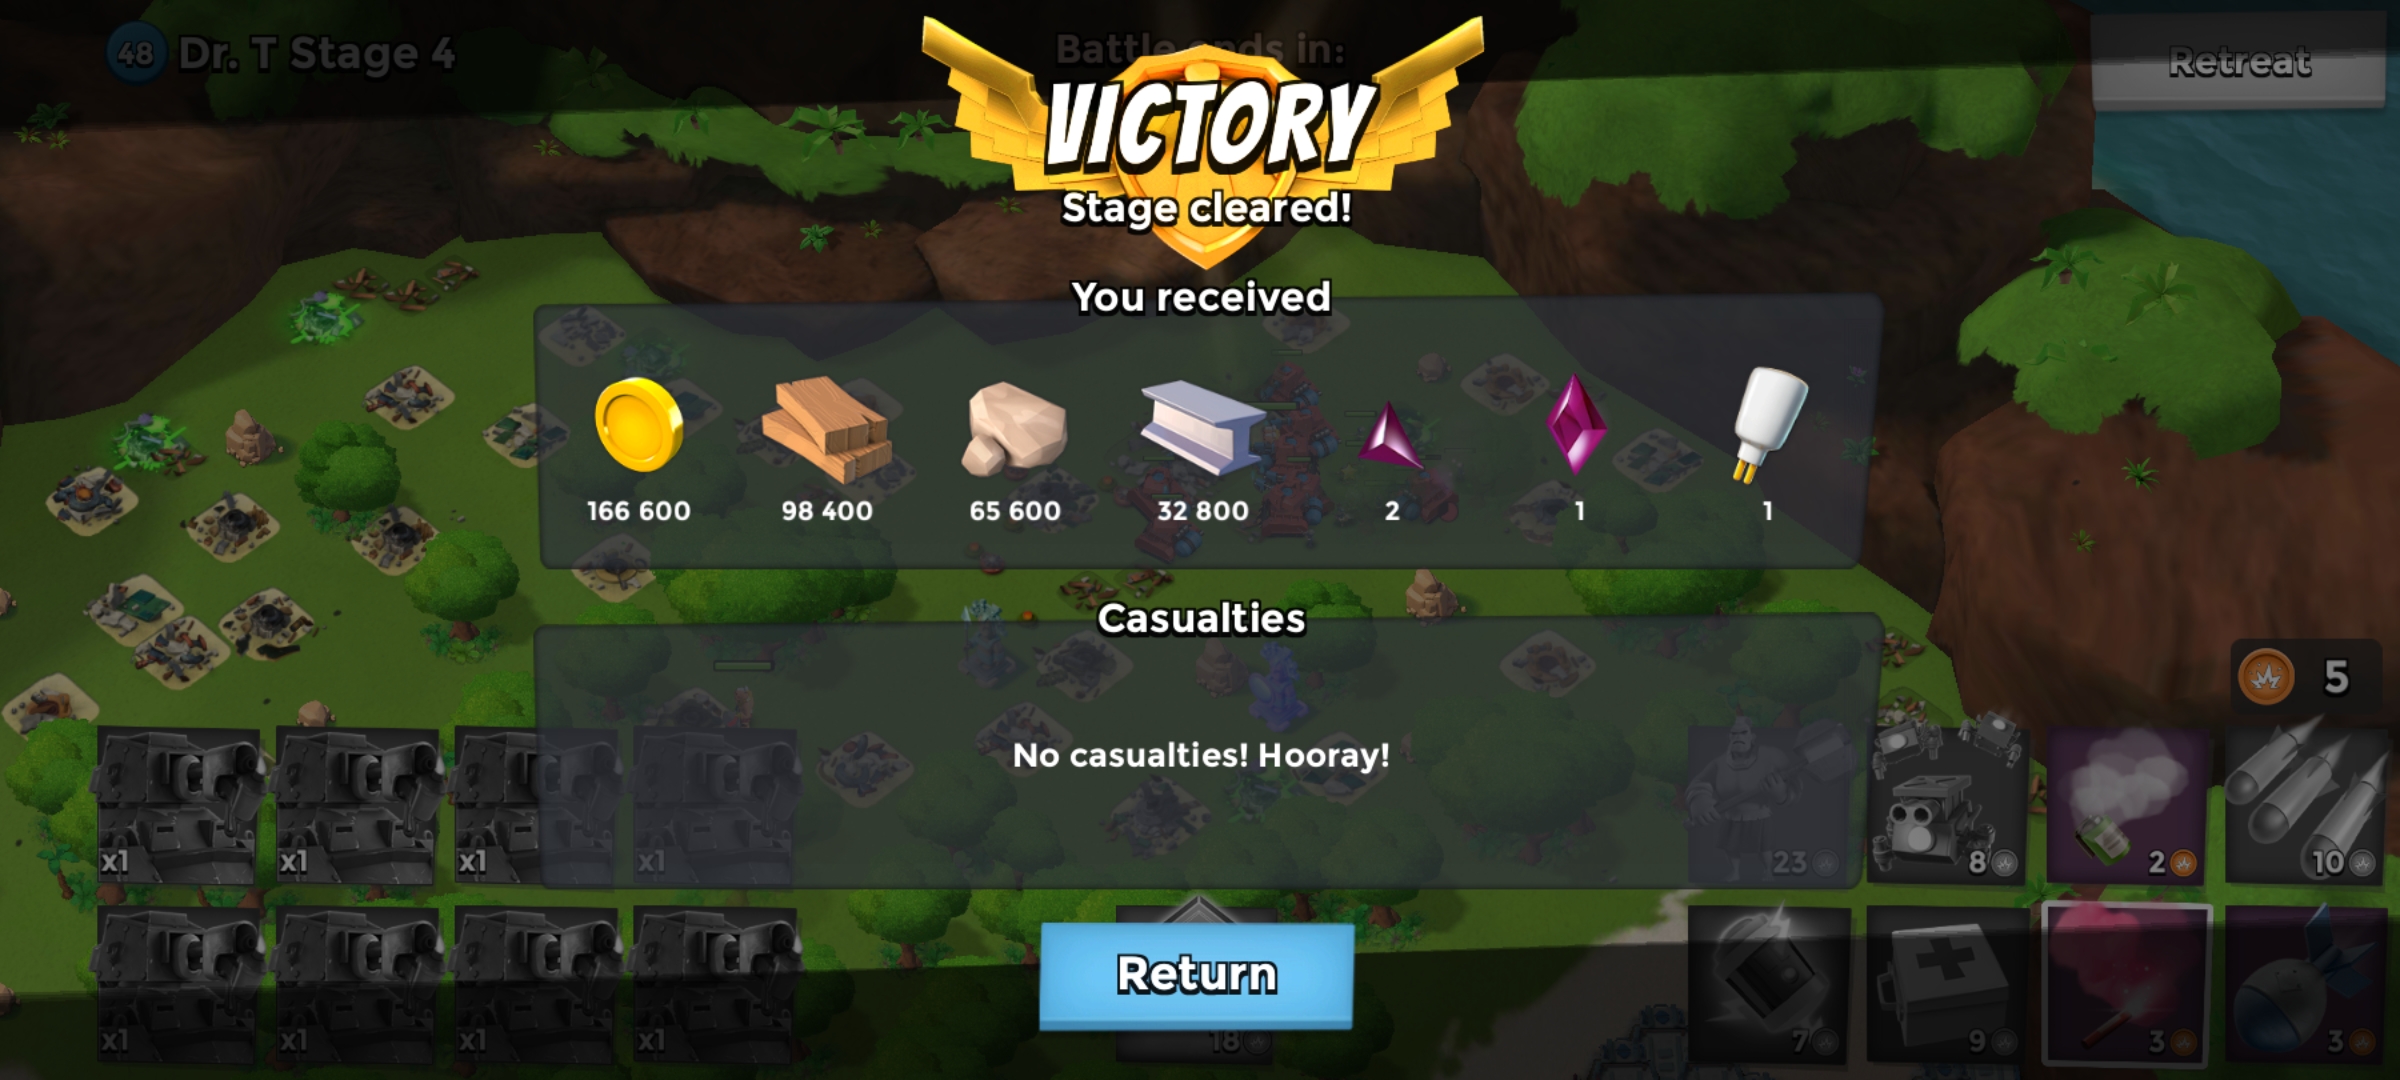 48 Dr. T Stage 4
Battle ends in:
Retreat
VICTORY
Stage cleared!
You received
166 600 98 400 65 600 32 800 2 1 1
Casualties
No casualties! Hooray!
5
x1 x1 x1 x1 23 8 2 10
Return
x1 x1 x1 x1 18 7 9 3 3